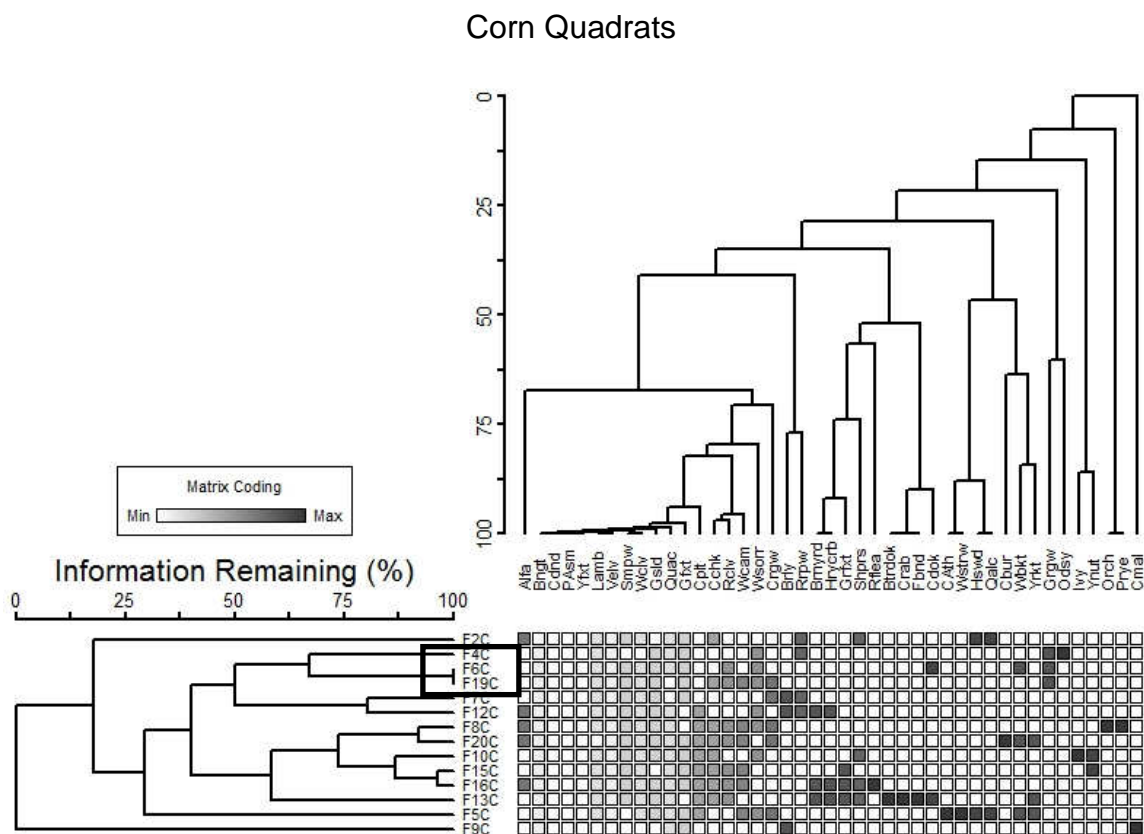 Corn Quadrats
0
25
50
75
100
Matrix Coding
Min Max
Information Remaining (%)
0 25 50 75 100
Alfa Bngt Cdnd PAsm Yfxt Lamb Velv Smpw Wclv Gsld Quac Gfxt Cplt Cchk Rclv Wcam Wsorr Crgw Brly Rrpw Brnyrd Hrycrb Grfxt Shprs Rflea Btrdok Crab Fbnd Cdok CAth Wstrw Hswd Oalc Cbur Wbkt Yrkt Grgw Odsy Ivy Ynut Orch Prye Cmal
F2C
F4C
F6C
F19C
F7C
F12C
F8C
F20C
F10C
F15C
F16C
F13C
F5C
F9C